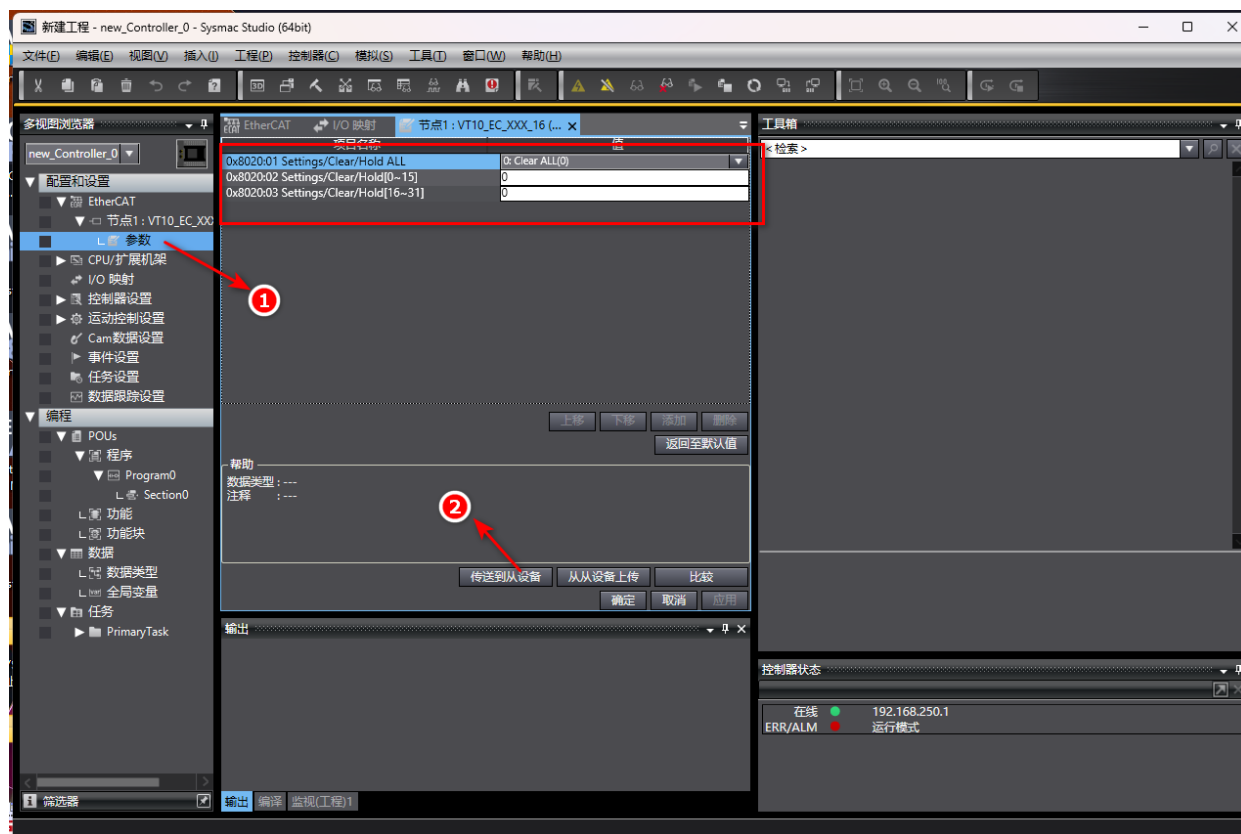 新建工程 - new_Controller_0 - Sysmac Studio (64bit)
文件(F) 编辑(E) 视图(V) 插入(I) 工程(P) 控制器(C) 模拟(S) 工具(T) 窗口(W) 帮助(H)
多视图浏览器
new_Controller_0
配置和设置
EtherCAT
节点1 : VT10_EC_XXX
参数
CPU/扩展机架
I/O 映射
控制器设置
运动控制设置
Cam数据设置
事件设置
任务设置
数据跟踪设置
编程
POUs
程序
Program0
Section0
功能
功能块
数据
数据类型
全局变量
任务
PrimaryTask
筛选器
EtherCAT I/O 映射 节点1 : VT10_EC_XXX_16 (...
项目名称 值
0x8020:01 Settings/Clear/Hold ALL 0: Clear ALL(0)
0x8020:02 Settings/Clear/Hold[0~15] 0
0x8020:03 Settings/Clear/Hold[16~31] 0
1
上移 下移 添加 删除
返回至默认值
帮助
数据类型 : ---
注释 : ---
2
传送到从设备 从从设备上传 比较
确定 取消 应用
输出
输出 编译 监视(工程)1
工具箱
<检索>
控制器状态
在线 192.168.250.1
ERR/ALM 运行模式